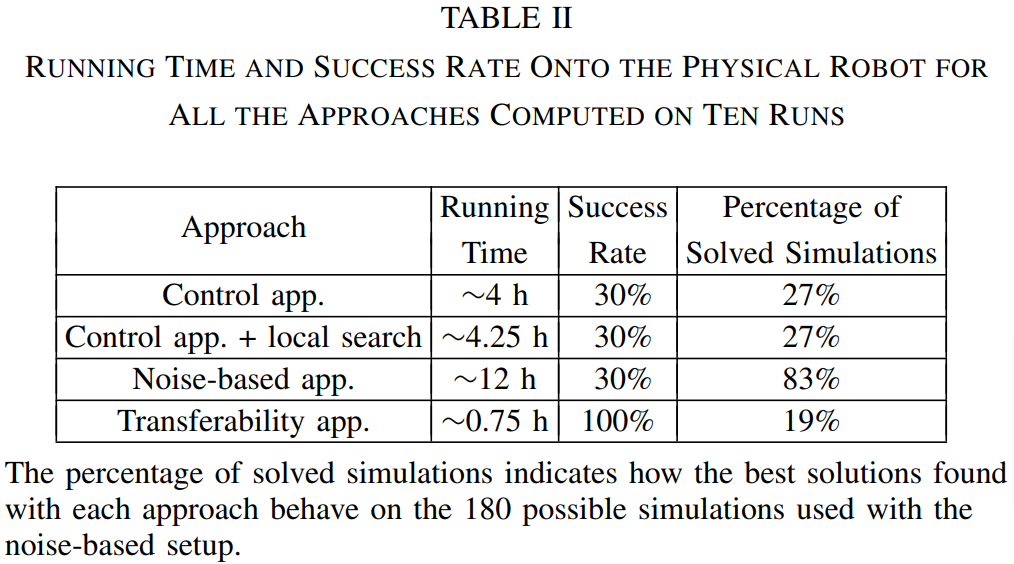 TABLE II
RUNNING TIME AND SUCCESS RATE ONTO THE PHYSICAL ROBOT FOR
ALL THE APPROACHES COMPUTED ON TEN RUNS
Approach | Running Time | Success Rate | Percentage of Solved Simulations
Control app. | ~4 h | 30% | 27%
Control app. + local search | ~4.25 h | 30% | 27%
Noise-based app. | ~12 h | 30% | 83%
Transferability app. | ~0.75 h | 100% | 19%
The percentage of solved simulations indicates how the best solutions found
with each approach behave on the 180 possible simulations used with the
noise-based setup.